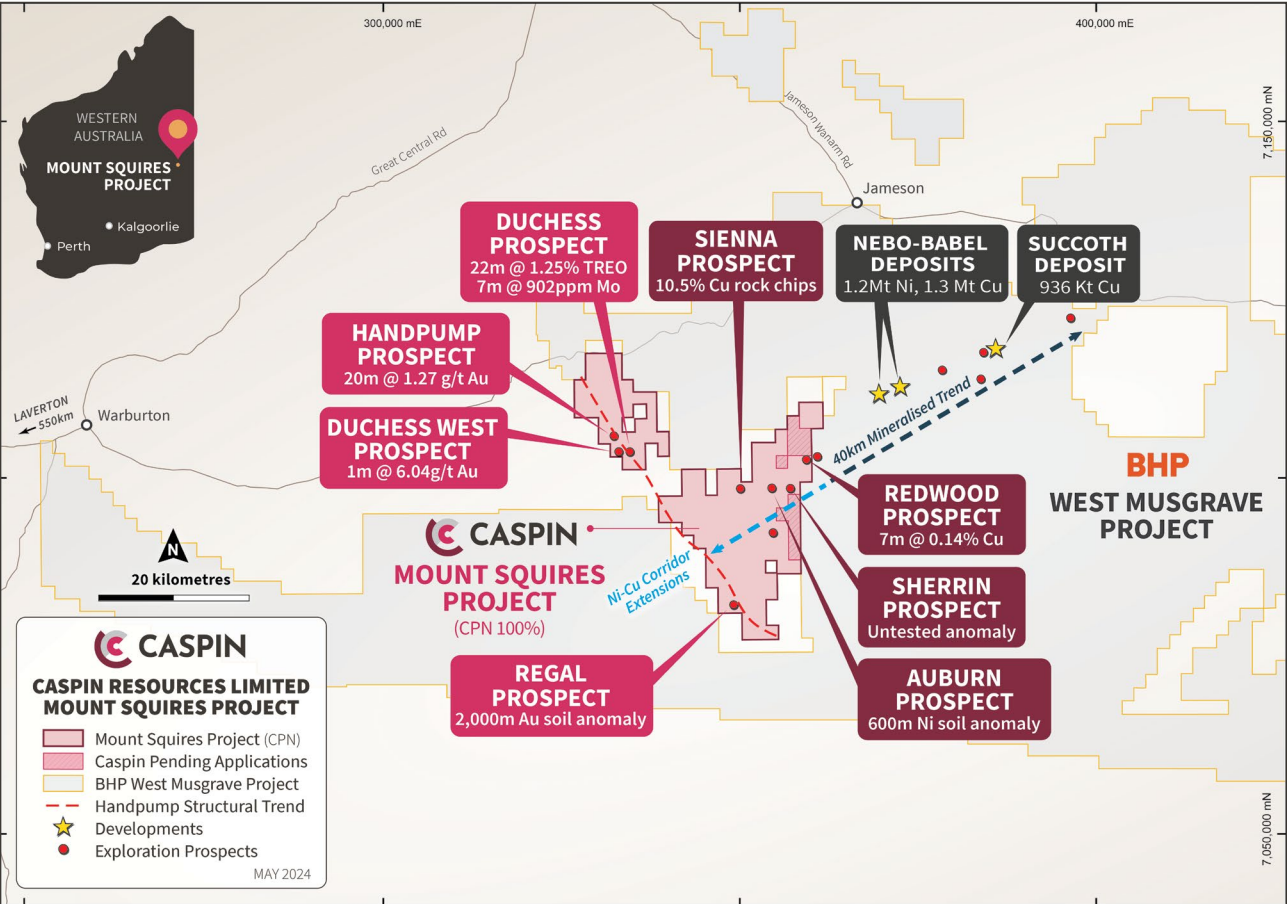 300,000 mE
400,000 mE
7,150,000 mN
7,050,000 mN
WESTERN
AUSTRALIA
MOUNT SQUIRES
PROJECT
Kalgoorlie
Perth
Great Central Rd
Jameson Wanarn Rd
Jameson
DUCHESS
PROSPECT
22m @ 1.25% TREO
7m @ 902ppm Mo
SIENNA
PROSPECT
10.5% Cu rock chips
NEBO-BABEL
DEPOSITS
1.2Mt Ni, 1.3 Mt Cu
SUCCOTH
DEPOSIT
936 Kt Cu
HANDPUMP
PROSPECT
20m @ 1.27 g/t Au
LAVERTON
550km
Warburton
DUCHESS WEST
PROSPECT
1m @ 6.04g/t Au
40km Mineralised Trend
BHP
WEST MUSGRAVE
PROJECT
REDWOOD
PROSPECT
7m @ 0.14% Cu
CASPIN
MOUNT SQUIRES
PROJECT
(CPN 100%)
Ni-Cu Corridor
Extensions
N
20 kilometres
SHERRIN
PROSPECT
Untested anomaly
REGAL
PROSPECT
2,000m Au soil anomaly
AUBURN
PROSPECT
600m Ni soil anomaly
CASPIN
CASPIN RESOURCES LIMITED
MOUNT SQUIRES PROJECT
Mount Squires Project (CPN)
Caspin Pending Applications
BHP West Musgrave Project
Handpump Structural Trend
Developments
Exploration Prospects
MAY 2024